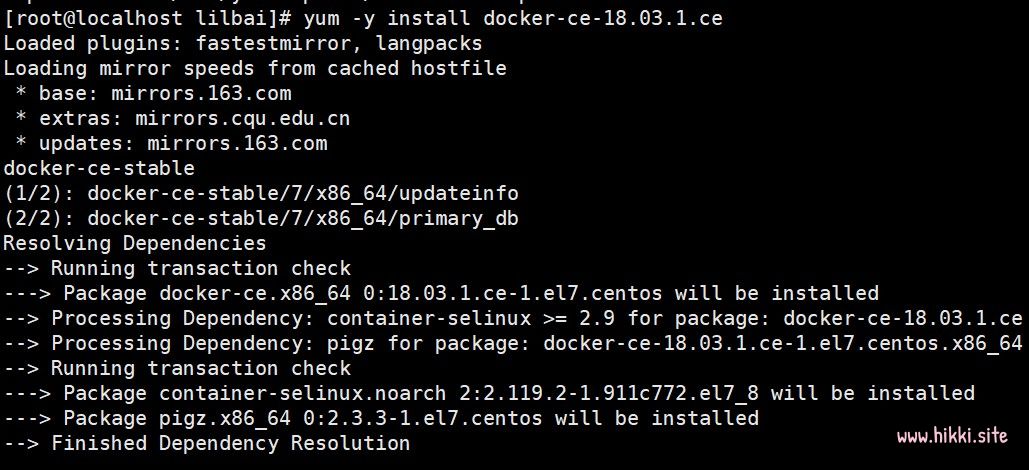 [root@localhost lilbai]# yum -y install docker-ce-18.03.1.ce
Loaded plugins: fastestmirror, langpacks
Loading mirror speeds from cached hostfile
 * base: mirrors.163.com
 * extras: mirrors.cqu.edu.cn
 * updates: mirrors.163.com
docker-ce-stable
(1/2): docker-ce-stable/7/x86_64/updateinfo
(2/2): docker-ce-stable/7/x86_64/primary_db
Resolving Dependencies
--> Running transaction check
---> Package docker-ce.x86_64 0:18.03.1.ce-1.el7.centos will be installed
--> Processing Dependency: container-selinux >= 2.9 for package: docker-ce-18.03.1.ce
--> Processing Dependency: pigz for package: docker-ce-18.03.1.ce-1.el7.centos.x86_64
--> Running transaction check
---> Package container-selinux.noarch 2:2.119.2-1.911c772.el7_8 will be installed
---> Package pigz.x86_64 0:2.3.3-1.el7.centos will be installed
--> Finished Dependency Resolution
www.hikki.site